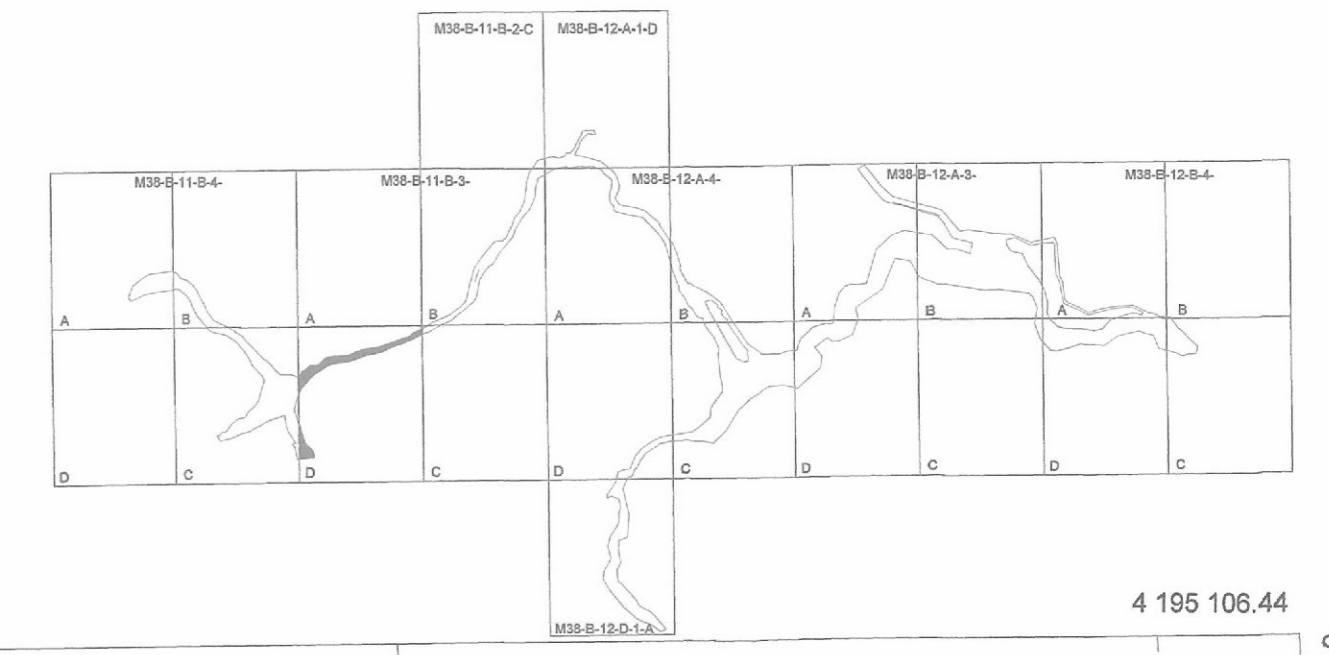 M38-B-11-B-2-C M38-B-12-A-1-D
M38-B-11-B-4- M38-B-11-B-3- M38-B-12-A-4- M38-B-12-A-3- M38-B-12-B-4-
A B A B A B A B A B
D C D C D C D C D C
M38-B-12-D-1-A
4 195 106.44